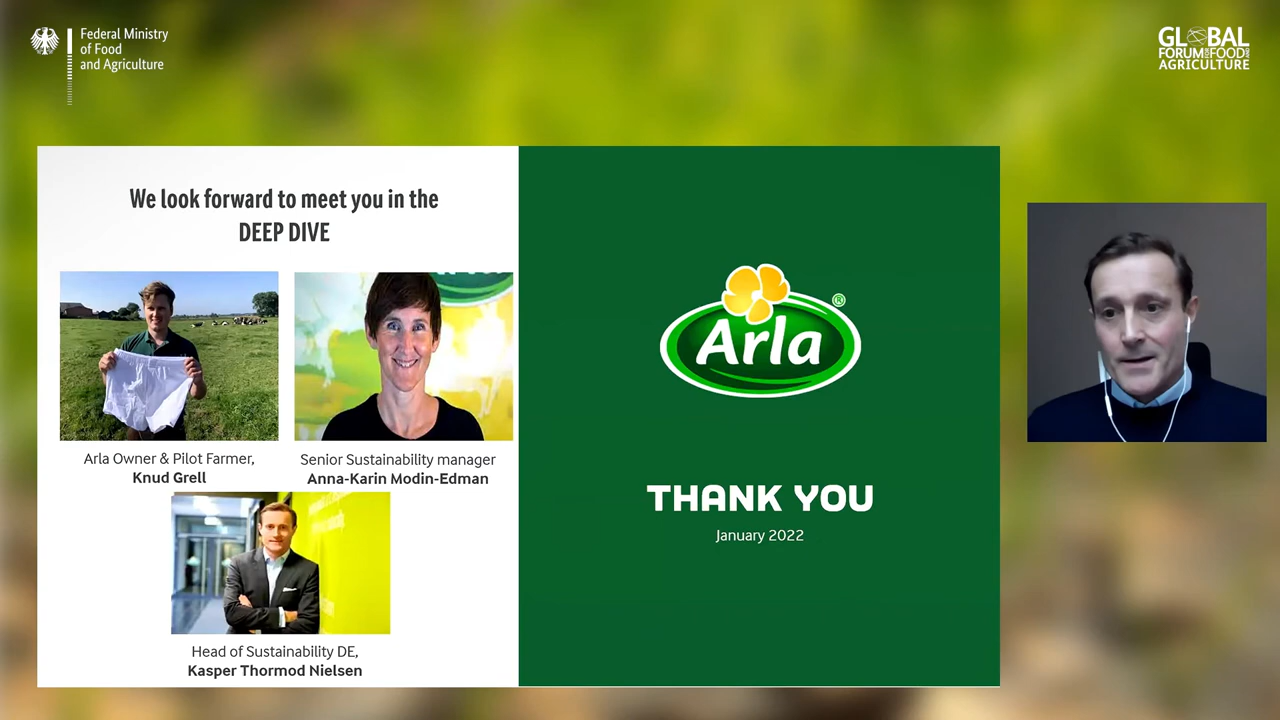 Federal Ministry
of Food
and Agriculture
GLOBAL
FORUM FOR FOOD AND
AGRICULTURE
We look forward to meet you in the
DEEP DIVE
Arla Owner & Pilot Farmer,
Knud Grell
Senior Sustainability manager
Anna-Karin Modin-Edman
Head of Sustainability DE,
Kasper Thormod Nielsen
Arla ®
THANK YOU
January 2022